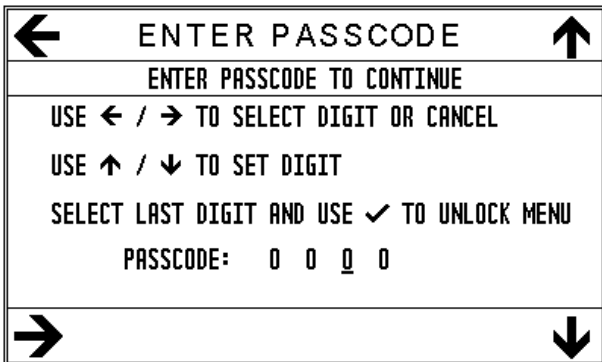 ENTER PASSCODE
ENTER PASSCODE TO CONTINUE
USE ← / → TO SELECT DIGIT OR CANCEL
USE ↑ / ↓ TO SET DIGIT
SELECT LAST DIGIT AND USE ✓ TO UNLOCK MENU
PASSCODE: 0 0 0 0